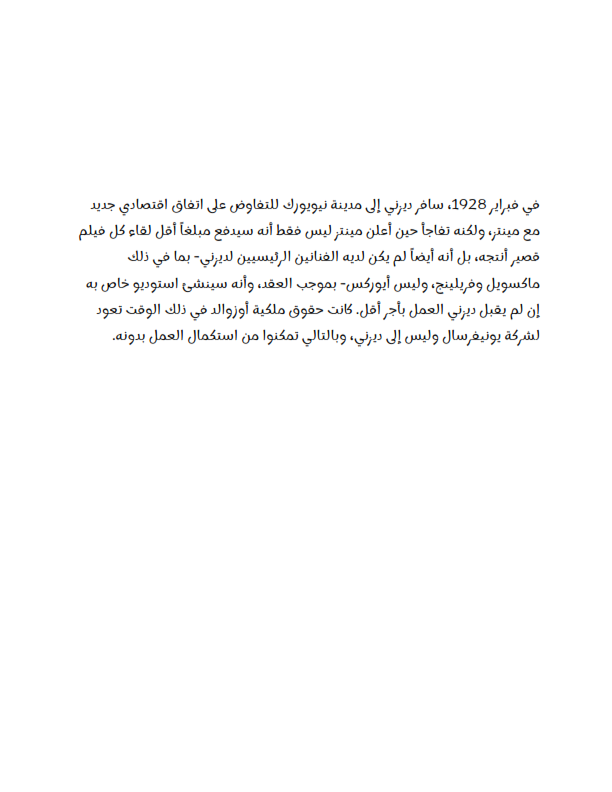 في فبراير 1928، سافر ديزني إلى مدينة نيويورك للتفاوض على اتفاق اقتصادي جديد
مع مينتز، ولكنه تفاجأ حين أعلن مينتز ليس فقط أنه سيدفع مبلغاً أقل لقاء كل فيلم
قصير أنتجه، بل أنه أيضاً لم يكن لديه الفنانين الرئيسيين لديزني- بما في ذلك
ماكسويل وفريلينج، وليس أيوركس- بموجب العقد، وأنه سينشئ استوديو خاص به
إن لم يقبل ديزني العمل بأجر أقل. كانت حقوق ملكية أوزوالد في ذلك الوقت تعود
لشركة يونيفرسال وليس إلى ديزني، وبالتالي تمكنوا من استكمال العمل بدونه.